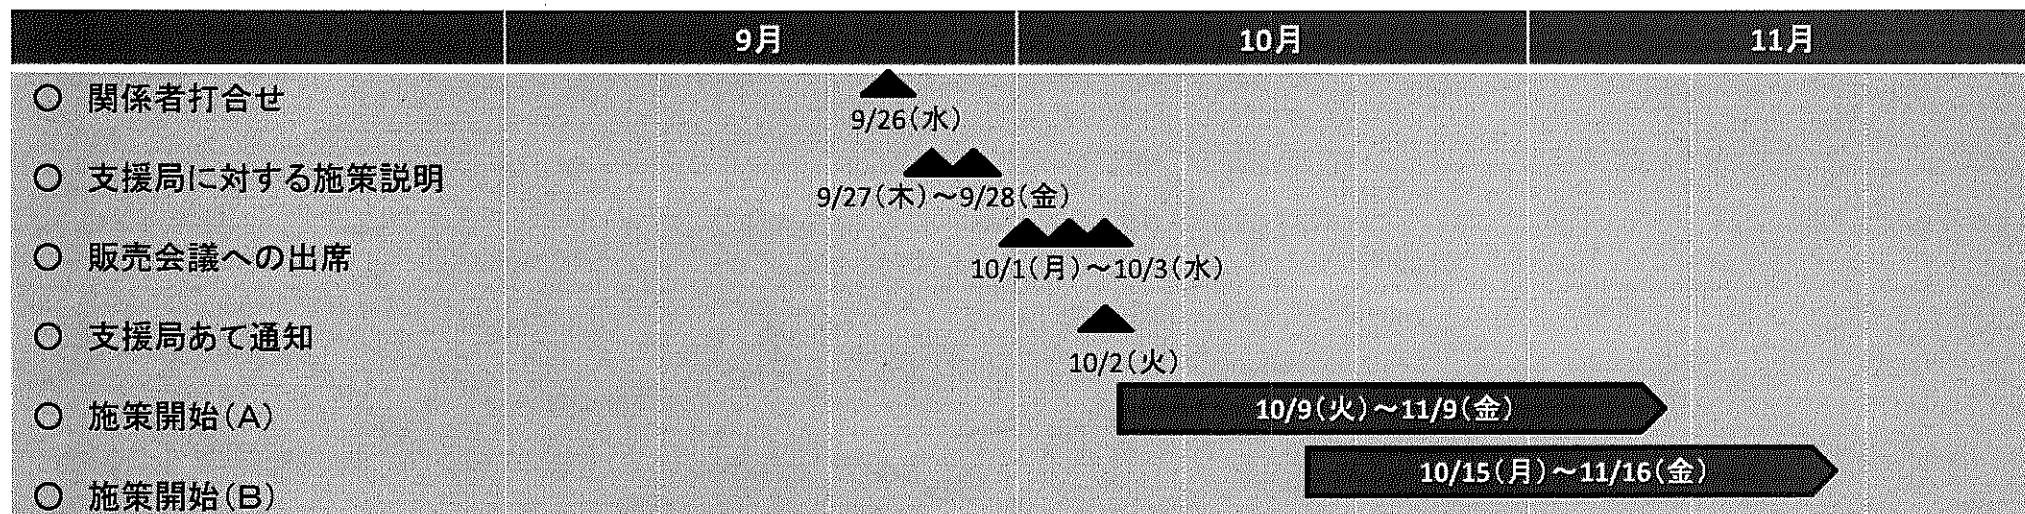 9月 10月 11月
○ 関係者打合せ
9/26(水)
○ 支援局に対する施策説明
9/27(木)～9/28(金)
○ 販売会議への出席
10/1(月)～10/3(水)
○ 支援局あて通知
10/2(火)
○ 施策開始(A)
10/9(火)～11/9(金)
○ 施策開始(B)
10/15(月)～11/16(金)